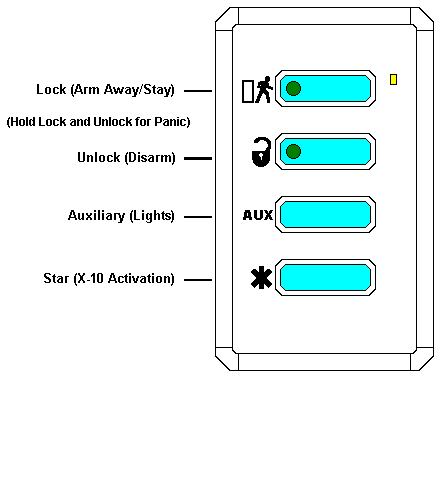 Lock (Arm Away/Stay)
(Hold Lock and Unlock for Panic)
Unlock (Disarm)
Auxiliary (Lights) AUX
Star (X-10 Activation)